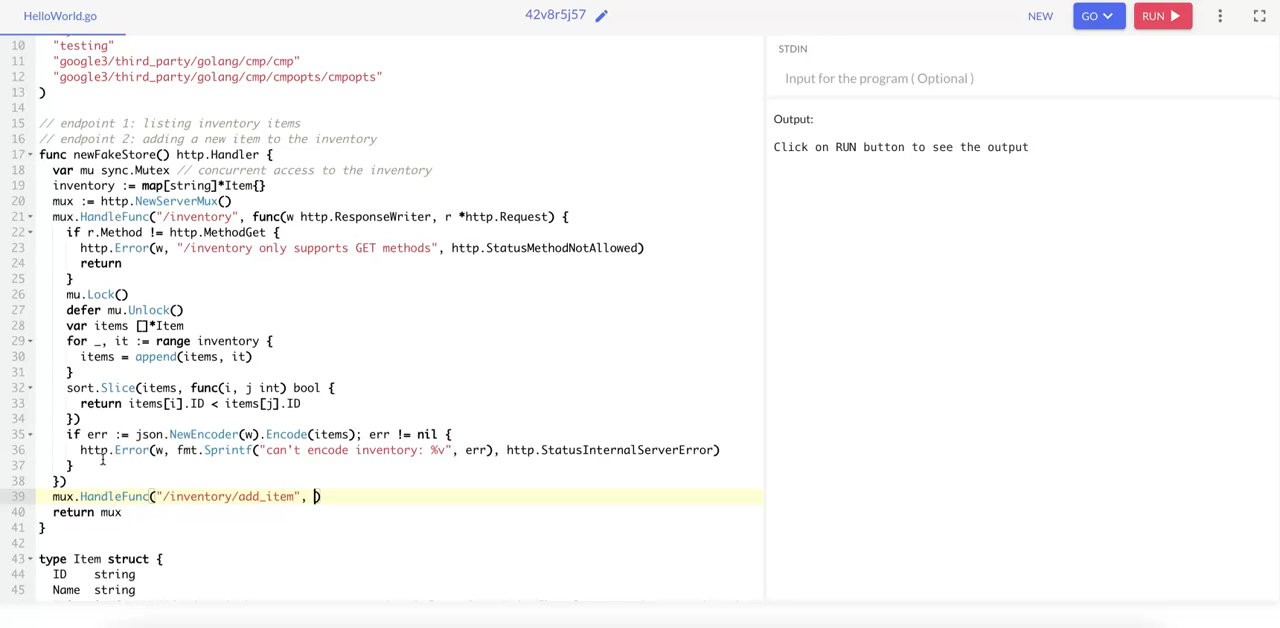 HelloWorld.go
42v8r5j57
NEW
GO
RUN
10 "testing"
11 "google3/third_party/golang/cmp/cmp"
12 "google3/third_party/golang/cmp/cmpopts/cmpopts"
13 )
14
15 // endpoint 1: listing inventory items
16 // endpoint 2: adding a new item to the inventory
17 func newFakeStore() http.Handler {
18 var mu sync.Mutex // concurrent access to the inventory
19 inventory := map[string]*Item{}
20 mux := http.NewServerMux()
21 mux.HandleFunc("/inventory", func(w http.ResponseWriter, r *http.Request) {
22 if r.Method != http.MethodGet {
23 http.Error(w, "/inventory only supports GET methods", http.StatusMethodNotAllowed)
24 return
25 }
26 mu.Lock()
27 defer mu.Unlock()
28 var items []*Item
29 for _, it := range inventory {
30 items = append(items, it)
31 }
32 sort.Slice(items, func(i, j int) bool {
33 return items[i].ID < items[j].ID
34 })
35 if err := json.NewEncoder(w).Encode(items); err != nil {
36 http.Error(w, fmt.Sprintf("can't encode inventory: %v", err), http.StatusInternalServerError)
37 }
38 })
39 mux.HandleFunc("/inventory/add_item", )
40 return mux
41 }
42
43 type Item struct {
44 ID string
45 Name string
STDIN
Input for the program ( Optional )
Output:
Click on RUN button to see the output